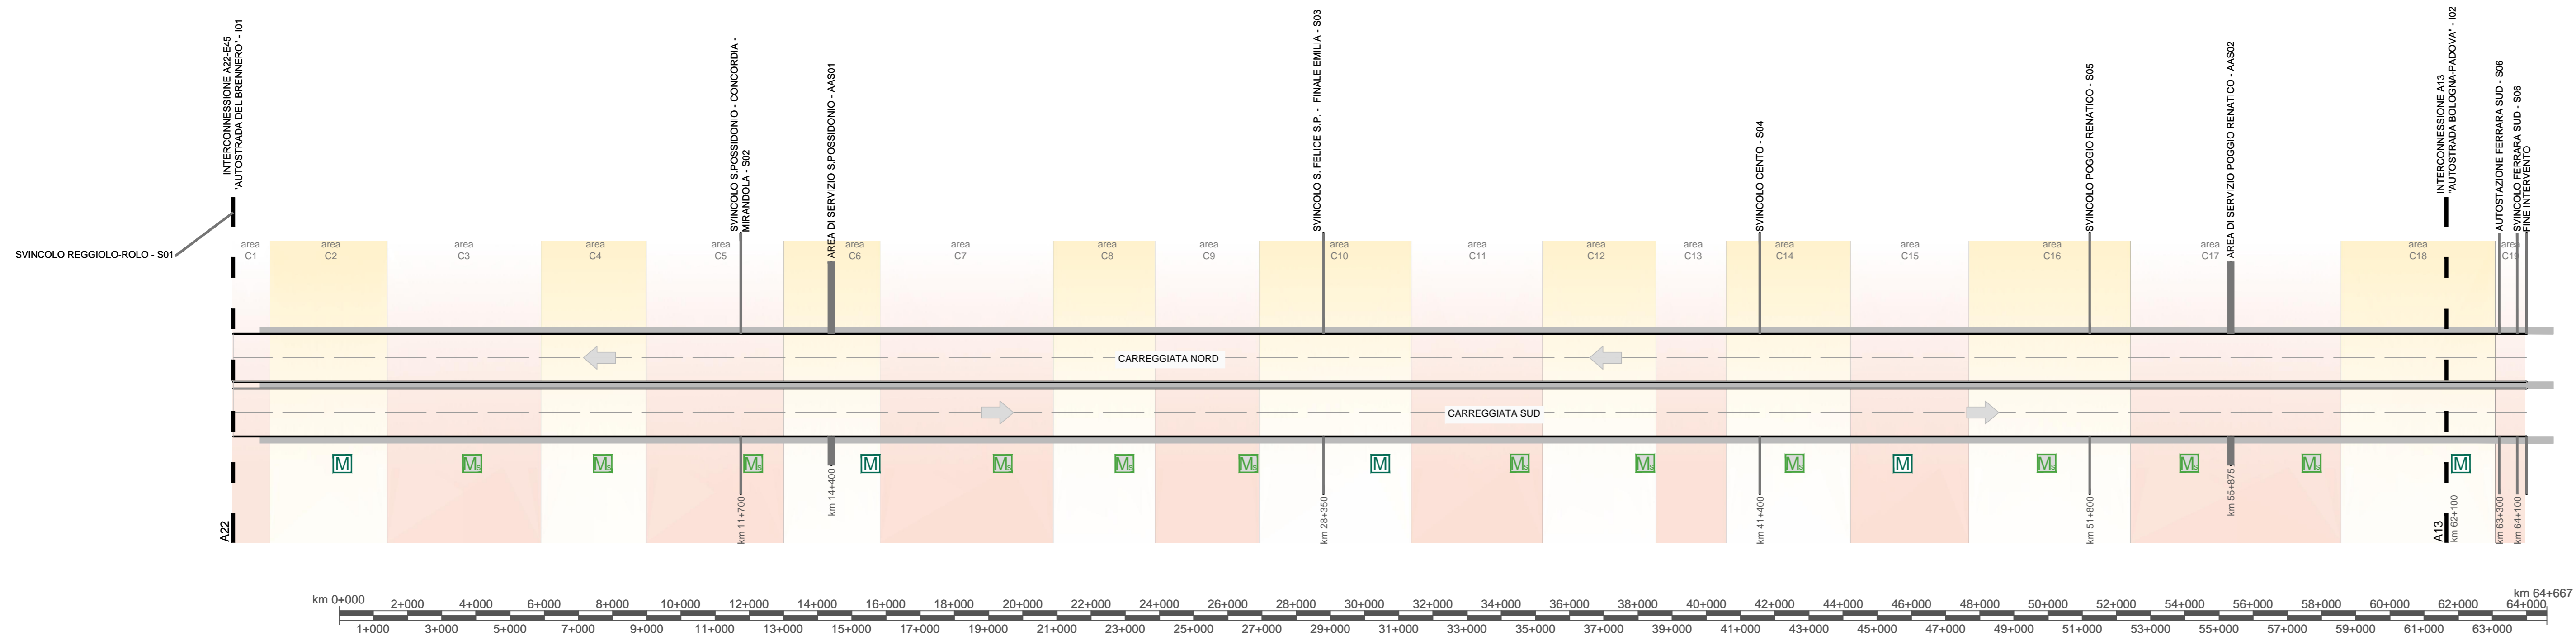 INTERCONNESSIONE A22-E45
"AUTOSTRADA DEL BRENNERO" - I01
SVINCOLO REGGIOLO-ROLO - S01
SVINCOLO S.POSSIDONIO - CONCORDIA -
MIRANDOLA - S02
AREA DI SERVIZIO S.POSSIDONIO - AAS01
SVINCOLO S. FELICE S.P. - FINALE EMILIA - S03
SVINCOLO CENTO - S04
SVINCOLO POGGIO RENATICO - S05
AREA DI SERVIZIO POGGIO RENATICO - AAS02
INTERCONNESSIONE A13
"AUTOSTRADA BOLOGNA-PADOVA" - I02
AUTOSTAZIONE FERRARA SUD - S06
SVINCOLO FERRARA SUD - S06
FINE INTERVENTO
area
C1
area
C2
area
C3
area
C4
area
C5
area
C6
area
C7
area
C8
area
C9
area
C10
area
C11
area
C12
area
C13
area
C14
area
C15
area
C16
area
C17
area
C18
area
C19
CARREGGIATA NORD
CARREGGIATA SUD
M Ms Ms Ms M Ms Ms Ms M Ms Ms Ms M Ms Ms Ms M
A22
km 11+700
km 14+400
km 28+350
km 41+400
km 51+800
km 55+875
A13
km 62+100
km 63+300
km 64+100
km 0+000 2+000 4+000 6+000 8+000 10+000 12+000 14+000 16+000 18+000 20+000 22+000 24+000 26+000 28+000 30+000 32+000 34+000 36+000 38+000 40+000 42+000 44+000 46+000 48+000 50+000 52+000 54+000 56+000 58+000 60+000 62+000 64+000
km 64+667
1+000 3+000 5+000 7+000 9+000 11+000 13+000 15+000 17+000 19+000 21+000 23+000 25+000 27+000 29+000 31+000 33+000 35+000 37+000 39+000 41+000 43+000 45+000 47+000 49+000 51+000 53+000 55+000 57+000 59+000 61+000 63+000